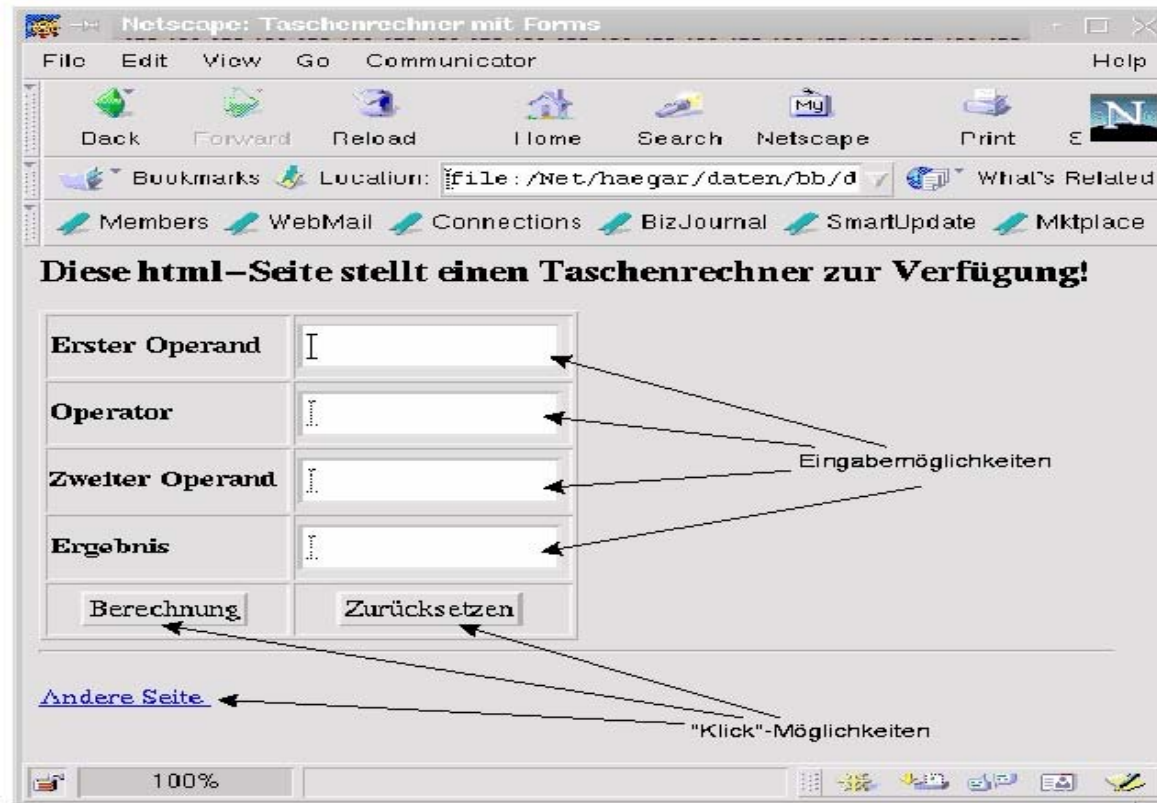 Netscape: Taschenrechner mit Forms
File Edit View Go Communicator Help
Back Forward Reload Home Search Netscape Print S
My
N
Bookmarks Location: file:/Net/haegar/daten/bb/d What's Related
Members WebMail Connections BizJournal SmartUpdate Mktplace
Diese html-Seite stellt einen Taschenrechner zur Verfügung!
Erster Operand
Operator
Eingabemöglichkeiten
Zweiter Operand
Ergebnis
Berechnung Zurücksetzen
Andere Seite
"Klick"-Möglichkeiten
100%